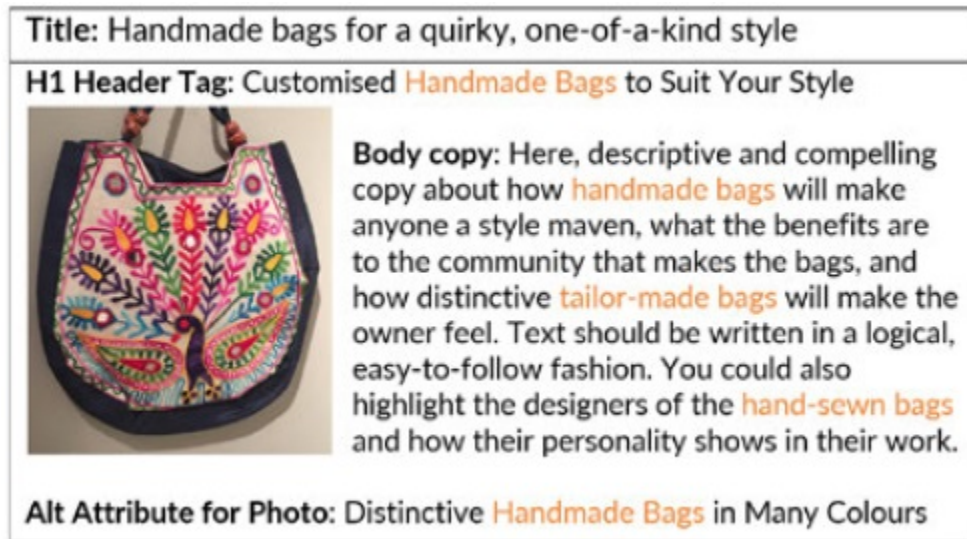 Title: Handmade bags for a quirky, one-of-a-kind style
H1 Header Tag: Customised Handmade Bags to Suit Your Style
Body copy: Here, descriptive and compelling
copy about how handmade bags will make
anyone a style maven, what the benefits are
to the community that makes the bags, and
how distinctive tailor-made bags will make the
owner feel. Text should be written in a logical,
easy-to-follow fashion. You could also
highlight the designers of the hand-sewn bags
and how their personality shows in their work.
Alt Attribute for Photo: Distinctive Handmade Bags in Many Colours